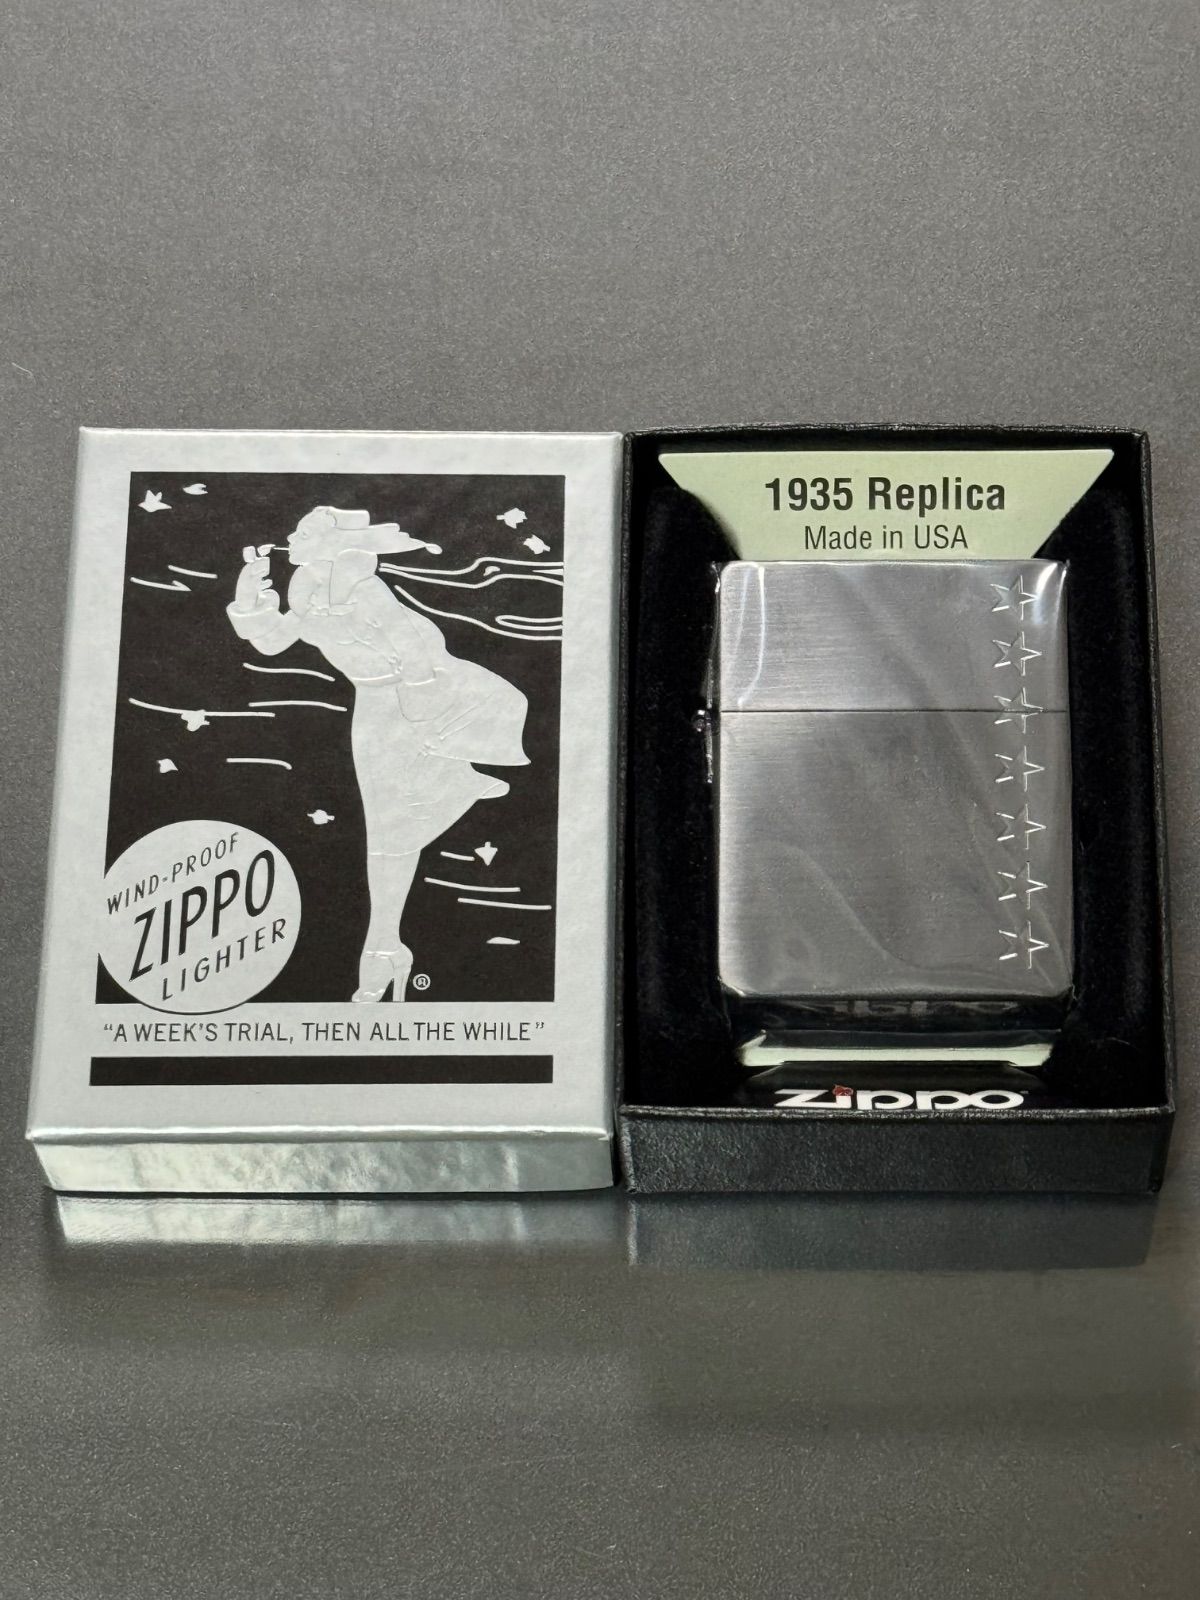 WIND-PROOF
ZIPPO
LIGHTER
®
"A WEEK'S TRIAL, THEN ALL THE WHILE"
1935 Replica
Made in USA
Zippo